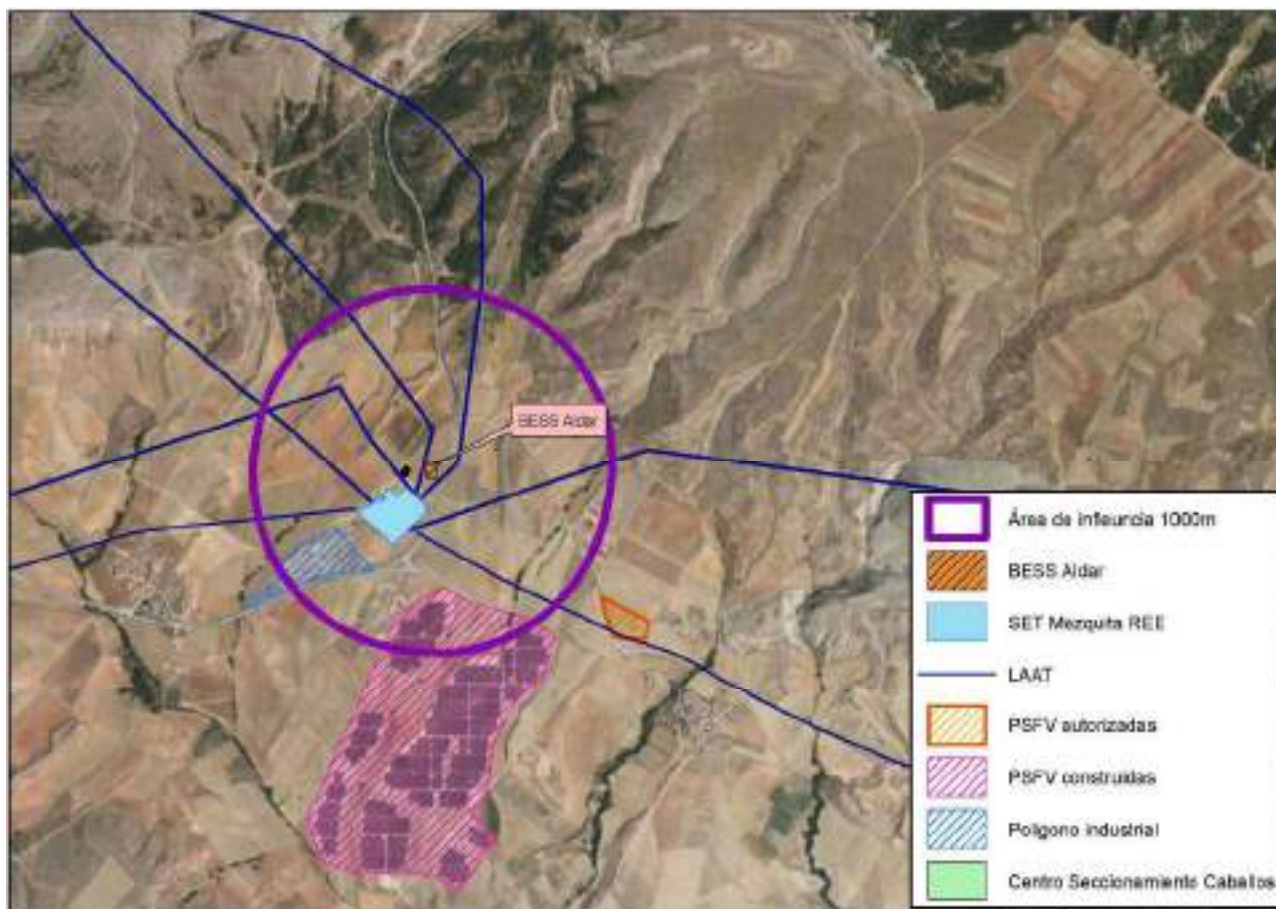 BESS Aldar
Área de infleuncia 1000m
BESS Aldar
SET Mezquita REE
LAAT
PSFV autorizadas
PSFV construidas
Polígono industrial
Centro Seccionamiento Caballos